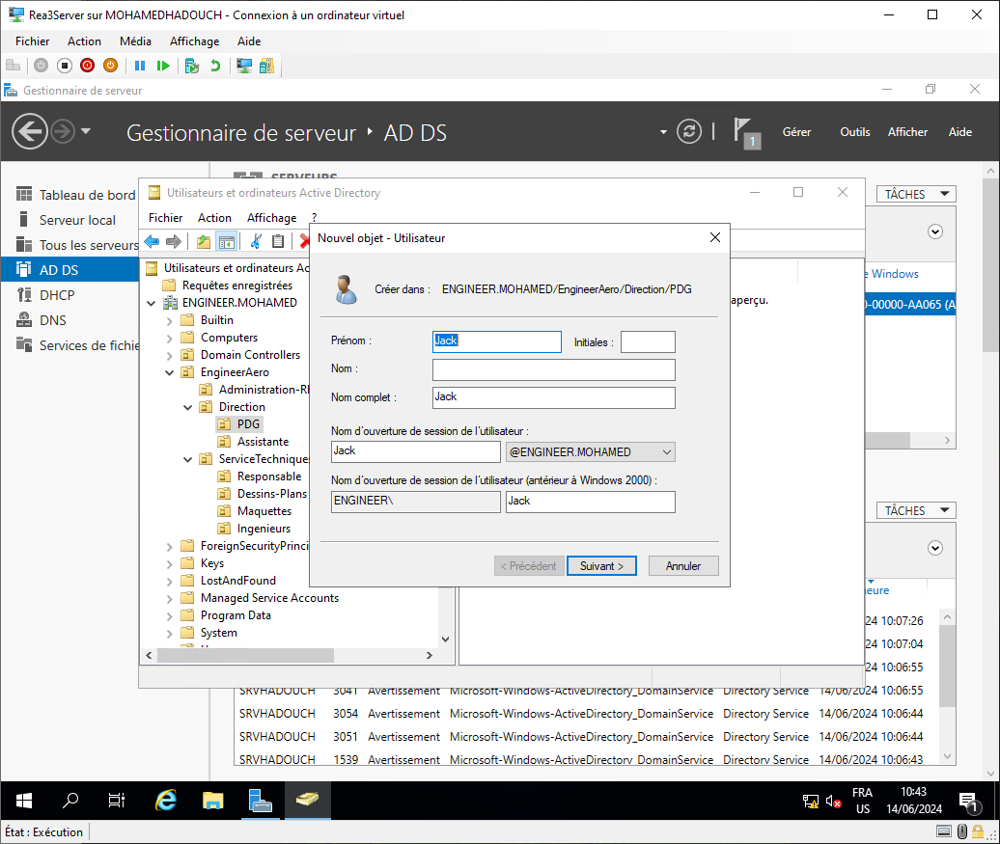 Rea3Server sur MOHAMEDHADOUCH - Connexion à un ordinateur virtuel
Fichier Action Média Affichage Aide
Gestionnaire de serveur
Gestionnaire de serveur AD DS
1
Gérer Outils Afficher Aide
Tableau de bord
Serveur local
Tous les serveurs
AD DS
DHCP
DNS
Services de fichie
SERVEURS
TÂCHES
Windows
0-00000-AA065 (A
TÂCHES
eure
Utilisateurs et ordinateurs Active Directory
Fichier Action Affichage ?
Utilisateurs et ordinateurs Ac
Requêtes enregistrées
ENGINEER.MOHAMED
Builtin
Computers
Domain Controllers
EngineerAero
Administration-RH
Direction
PDG
Assistante
ServiceTechniques
Responsable
Dessins-Plans
Maquettes
Ingenieurs
ForeignSecurityPrinci
Keys
LostAndFound
Managed Service Accounts
Program Data
System
aperçu.
Nouvel objet - Utilisateur
Créer dans : ENGINEER.MOHAMED/EngineerAero/Direction/PDG
Prénom : Jack Initiales :
Nom :
Nom complet : Jack
Nom d'ouverture de session de l'utilisateur :
Jack @ENGINEER.MOHAMED
Nom d'ouverture de session de l'utilisateur (antérieur à Windows 2000) :
ENGINEER\ Jack
< Précédent Suivant > Annuler
24 10:07:26
24 10:07:04
24 10:06:55
SRVHADOUCH 3041 Avertissement Microsoft-Windows-ActiveDirectory_DomainService Directory Service 14/06/2024 10:06:55
SRVHADOUCH 3054 Avertissement Microsoft-Windows-ActiveDirectory_DomainService Directory Service 14/06/2024 10:06:44
SRVHADOUCH 3051 Avertissement Microsoft-Windows-ActiveDirectory_DomainService Directory Service 14/06/2024 10:06:44
SRVHADOUCH 1539 Avertissement Microsoft-Windows-ActiveDirectory_DomainService Directory Service 14/06/2024 10:06:43
FRA
US
10:43
14/06/2024
1
État : Exécution